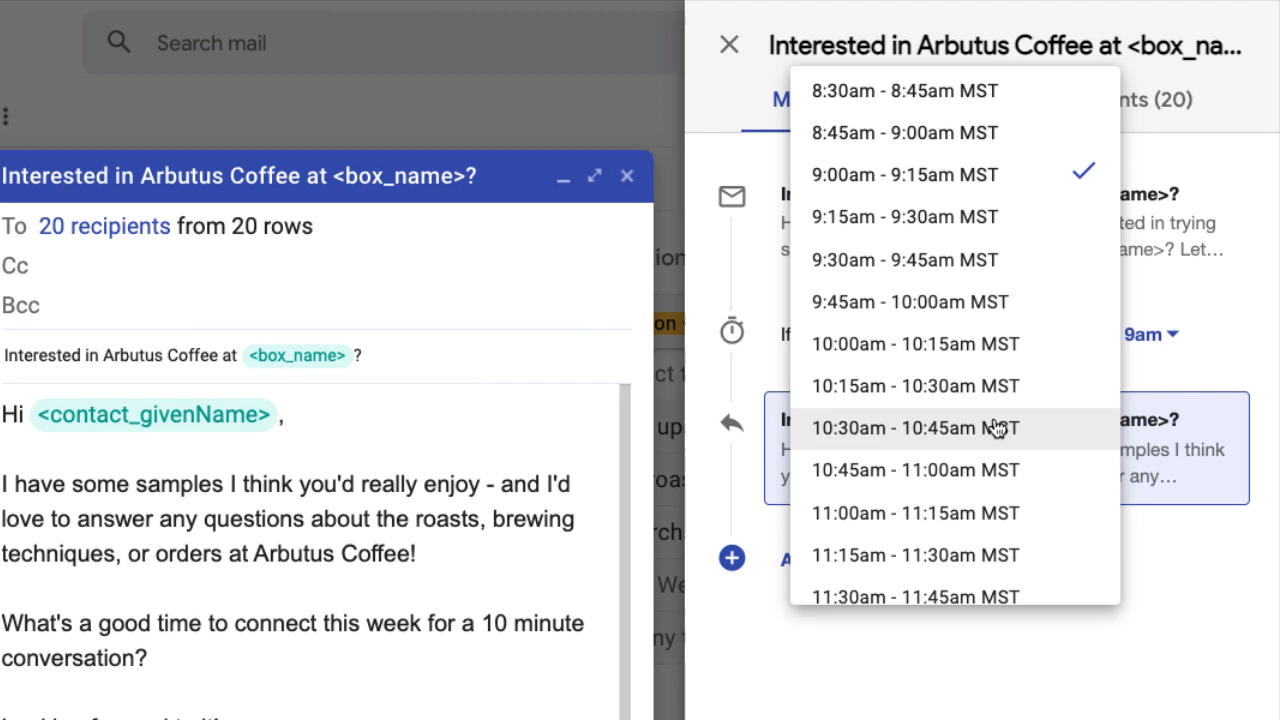 Search mail
Interested in Arbutus Coffee at <box_name>?
To 20 recipients from 20 rows
Cc
Bcc
Interested in Arbutus Coffee at <box_name> ?
Hi <contact_givenName>,
I have some samples I think you'd really enjoy - and I'd
love to answer any questions about the roasts, brewing
techniques, or orders at Arbutus Coffee!
What's a good time to connect this week for a 10 minute
conversation?
Interested in Arbutus Coffee at <box_na...
(20)
8:30am - 8:45am MST
8:45am - 9:00am MST
9:00am - 9:15am MST
9:15am - 9:30am MST
9:30am - 9:45am MST
9:45am - 10:00am MST
10:00am - 10:15am MST
10:15am - 10:30am MST
10:30am - 10:45am MST
10:45am - 11:00am MST
11:00am - 11:15am MST
11:15am - 11:30am MST
11:30am - 11:45am MST
ame>?
ted in trying
ame>? Let...
If
9am
ame>?
mples I think
r any...